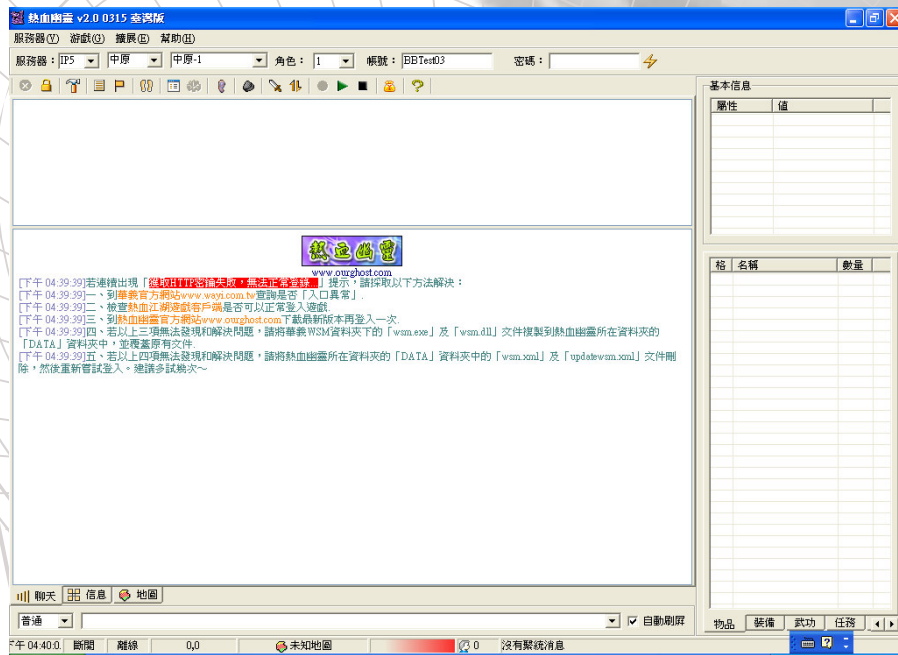 熱血幽靈 v2.0 0315 臺灣版
服務器(V) 游戲(G) 擴展(E) 幫助(H)
服務器： IP5 中原 中原-1 角色： 1 帳號： BBTest03 密碼：
基本信息
屬性 值
熱血幽靈
www.ourghost.com
[下午 04:39:39]若連續出現「獲取HTTP密鑰失敗，無法正常登錄...」提示，請採取以下方法解決：
[下午 04:39:39]一、到華義官方網站www.wayi.com.tw查詢是否「入口異常」.
[下午 04:39:39]二、檢查熱血江湖遊戲客戶端是否可以正常登入遊戲.
[下午 04:39:39]三、到熱血幽靈官方網站www.ourghost.com下載最新版本再登入一次.
[下午 04:39:39]四、若以上三項無法發現和解決問題，請將華義WSM資料夾下的「wsm.exe」及「wsm.dll」文件複製到熱血幽靈所在資料夾的
「DATA」資料夾中，並覆蓋原有文件.
[下午 04:39:39]五、若以上四項無法發現和解決問題，請將熱血幽靈所在資料夾的「DATA」資料夾中的「wsm.xml」及「updatewsm.xml」文件刪
除，然後重新嘗試登入。建議多試幾次～
格 名稱 數量
聊天 信息 地圖
普通 自動刷屏
物品 裝備 武功 任務
下午 04:40:0. 斷開 離線 0,0 未知地圖 0 沒有緊統消息